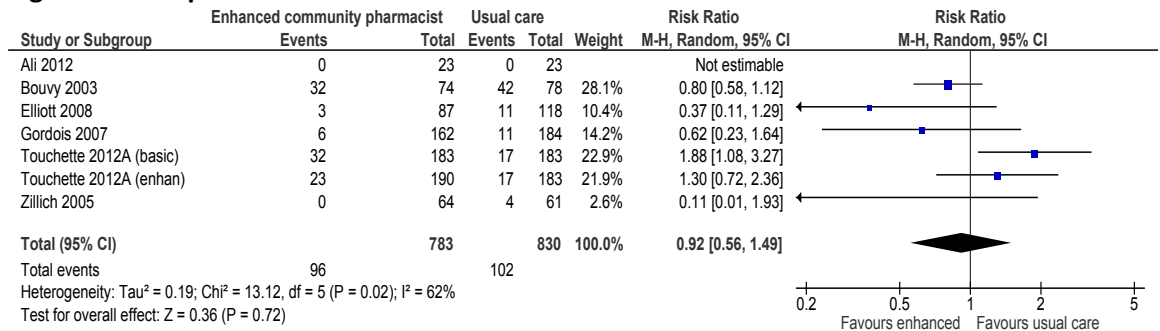 Enhanced community pharmacist Usual care Risk Ratio Risk Ratio
Study or Subgroup Events Total Events Total Weight M-H, Random, 95% CI M-H, Random, 95% CI
Ali 2012 0 23 0 23 Not estimable
Bouvy 2003 32 74 42 78 28.1% 0.80 [0.58, 1.12]
Elliott 2008 3 87 11 118 10.4% 0.37 [0.11, 1.29]
Gordois 2007 6 162 11 184 14.2% 0.62 [0.23, 1.64]
Touchette 2012A (basic) 32 183 17 183 22.9% 1.88 [1.08, 3.27]
Touchette 2012A (enhan) 23 190 17 183 21.9% 1.30 [0.72, 2.36]
Zillich 2005 0 64 4 61 2.6% 0.11 [0.01, 1.93]
Total (95% CI) 783 830 100.0% 0.92 [0.56, 1.49]
Total events 96 102
Heterogeneity: Tau² = 0.19; Chi² = 13.12, df = 5 (P = 0.02); I² = 62%
Test for overall effect: Z = 0.36 (P = 0.72)
0.2 0.5 1 2 5
Favours enhanced Favours usual care